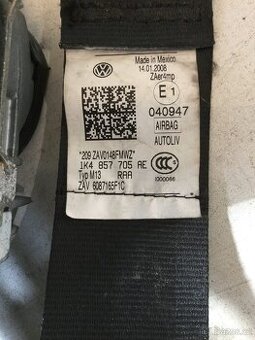 Made in Mexico
14.01.2008
ZAer4mp
E1
040947
AIRBAG
AUTOLIV
*209 ZAV014BFMWZ*
1K4 857 705 AE
Typ M13 RAA
ZAV 6087165F1C